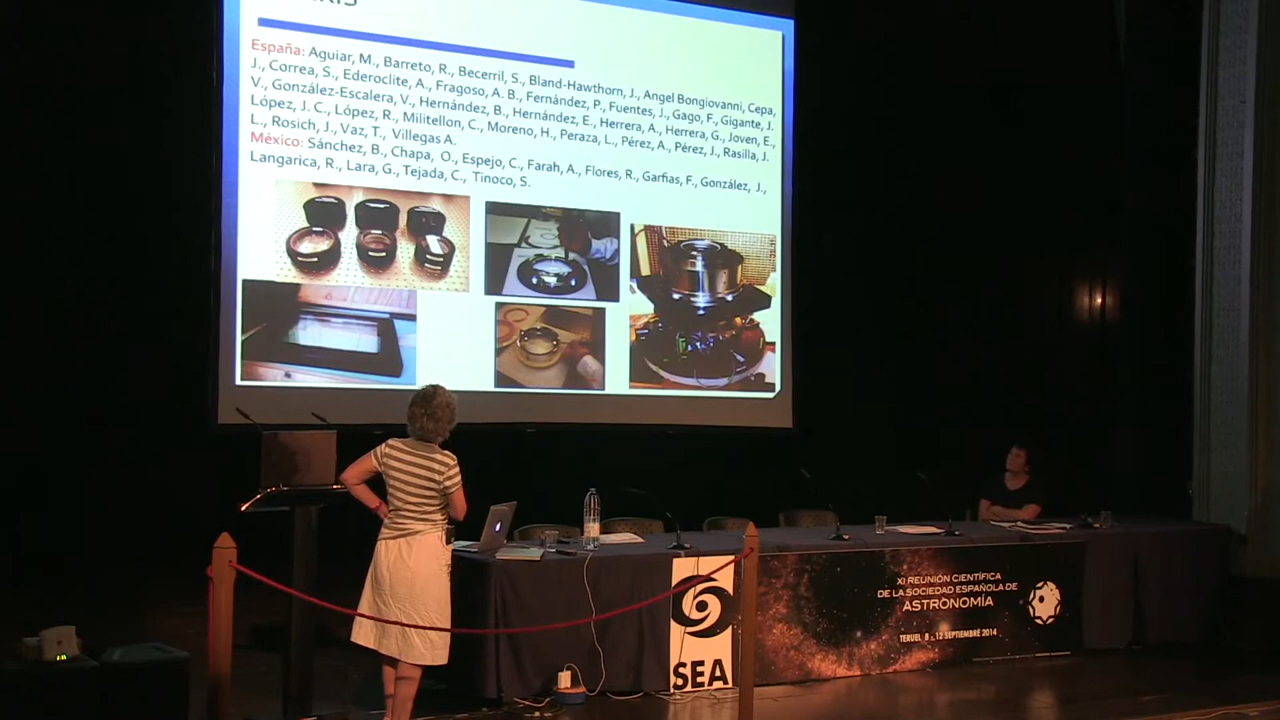 España: Aguiar, M., Barreto, R., Becerril, S., Bland-Hawthorn, J., Angel Bongiovanni, Cepa,
J., Correa, S., Ederoclite, A., Fragoso, A. B., Fernández, P., Fuentes, J., Gago, F., Gigante, J.
V., González-Escalera, V., Hernández, B., Hernández, E., Herrera, A., Herrera, G., Joven, E.,
López, J. C., López, R., Militellon, C., Moreno, H., Peraza, L., Pérez, A., Pérez, J., Rasilla, J.
L., Rosich, J., Vaz, T., Villegas A.
México: Sánchez, B., Chapa, O., Espejo, C., Farah, A., Flores, R., Garfias, F., González, J.,
Langarica, R., Lara, G., Tejada, C., Tinoco, S.
XI REUNIÓN CIENTÍFICA
DE LA SOCIEDAD ESPAÑOLA DE
ASTRONOMÍA
TERUEL 8 - 12 SEPTIEMBRE 2014
SEA